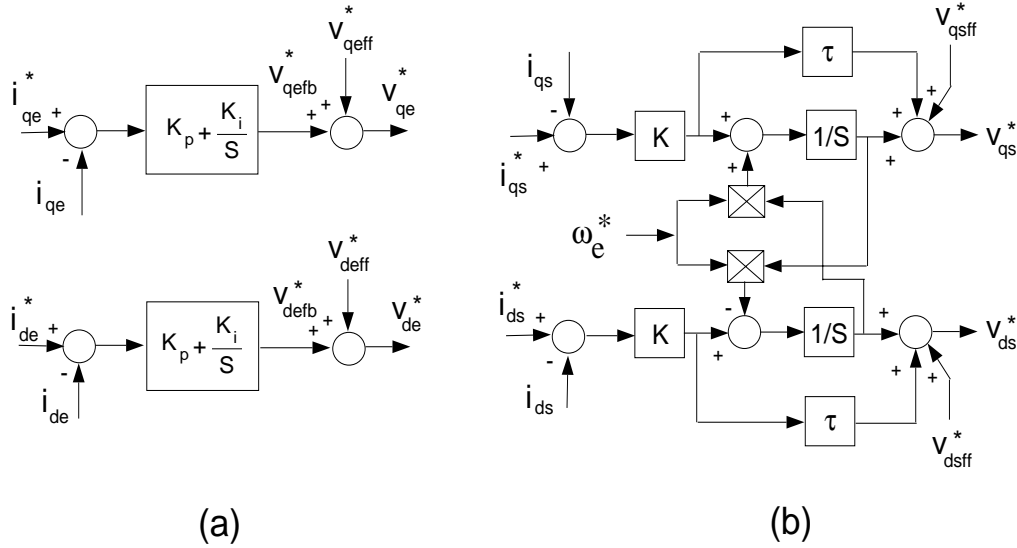 v*qeff
v*qefb
v*qe
i*qe
+
-
+
+
Kp + Ki/S
iqe
v*deff
v*defb
v*de
i*de
+
-
+
+
Kp + Ki/S
ide
(a)
v*qsff
iqs
τ
-
+
+
K
+
+
1/S
+
+
v*qs
i*qs
ωe*
i*ds
+
-
K
-
+
1/S
+
+
+
v*ds
ids
τ
v*dsff
(b)